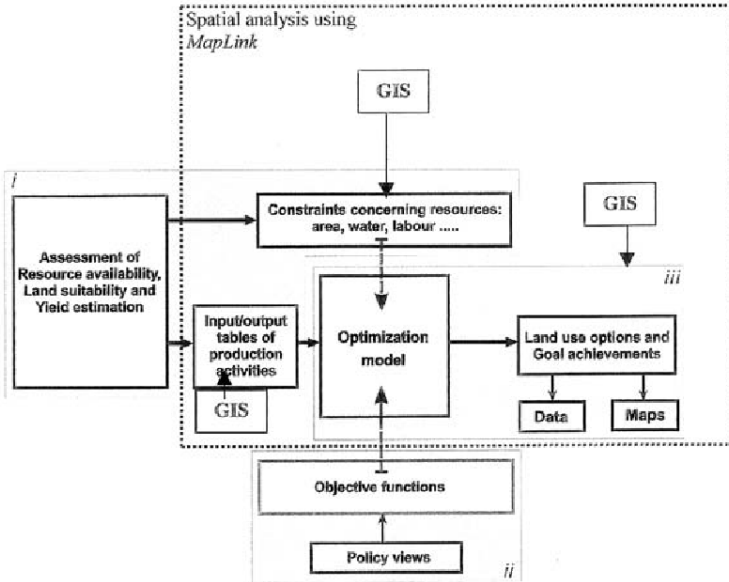 Spatial analysis using
MapLink
GIS
i
Constraints concerning resources:
area, water, labour .....
GIS
Assessment of
Resource availability,
Land suitability and
Yield estimation
iii
Input/output
tables of
production
activities
Optimization
model
Land use options and
Goal achievements
GIS
Data
Maps
Objective functions
Policy views
ii